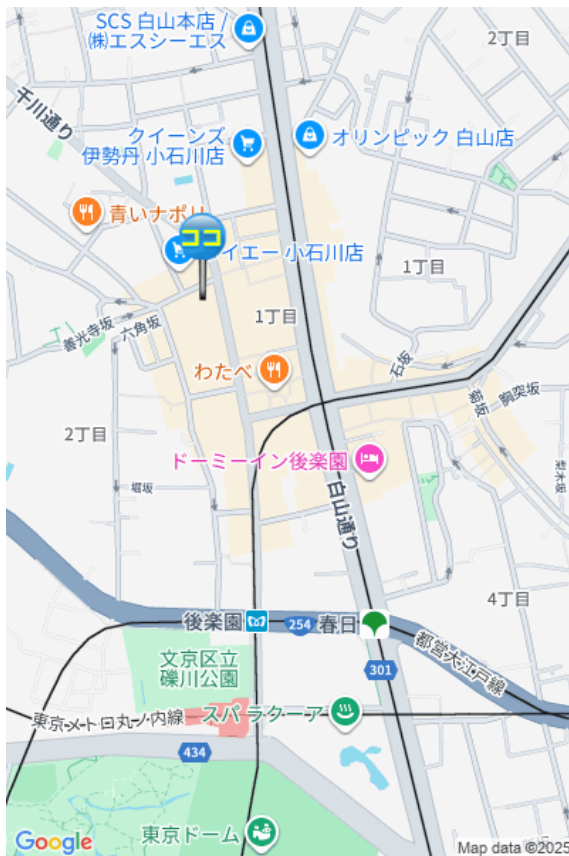 SCS 白山本店 /
㈱エスシーエス
2丁目
千川通り
クイーンズ
伊勢丹 小石川店
オリンピック 白山店
青いナポリ
ココ
イエー 小石川店
1丁目
1丁目
善光寺坂
六角坂
石坂
わたべ
菊坂
胸突坂
2丁目
ドーミーイン後楽園
梨木坂
堀坂
白山通り
4丁目
後楽園
254
春日
都営大江戸線
文京区立
礫川公園
301
東京メトロ丸ノ内線
スパ ラクーア
434
東京ドーム
Google
Map data ©2025